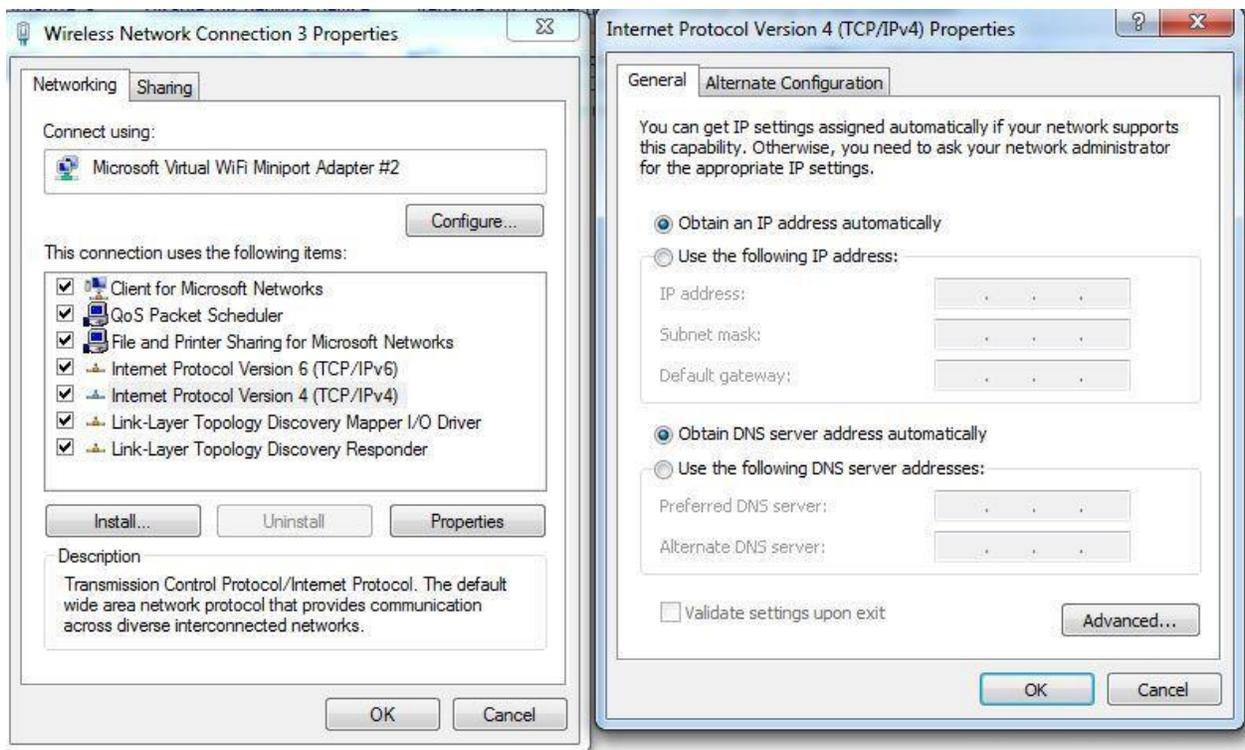 Wireless Network Connection 3 Properties
Networking
Sharing
Connect using:
Microsoft Virtual WiFi Miniport Adapter #2
Configure...
This connection uses the following items:
Client for Microsoft Networks
QoS Packet Scheduler
File and Printer Sharing for Microsoft Networks
Internet Protocol Version 6 (TCP/IPv6)
Internet Protocol Version 4 (TCP/IPv4)
Link-Layer Topology Discovery Mapper I/O Driver
Link-Layer Topology Discovery Responder
Install...
Uninstall
Properties
Description
Transmission Control Protocol/Internet Protocol. The default
wide area network protocol that provides communication
across diverse interconnected networks.
OK
Cancel
Internet Protocol Version 4 (TCP/IPv4) Properties
General
Alternate Configuration
You can get IP settings assigned automatically if your network supports
this capability. Otherwise, you need to ask your network administrator
for the appropriate IP settings.
Obtain an IP address automatically
Use the following IP address:
IP address:
Subnet mask:
Default gateway:
Obtain DNS server address automatically
Use the following DNS server addresses:
Preferred DNS server:
Alternate DNS server:
Validate settings upon exit
Advanced...
OK
Cancel